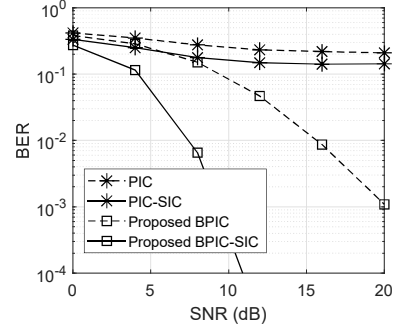 10^0
10^-1
10^-2
10^-3
10^-4
BER
PIC
PIC-SIC
Proposed BPIC
Proposed BPIC-SIC
0 5 10 15 20
SNR (dB)